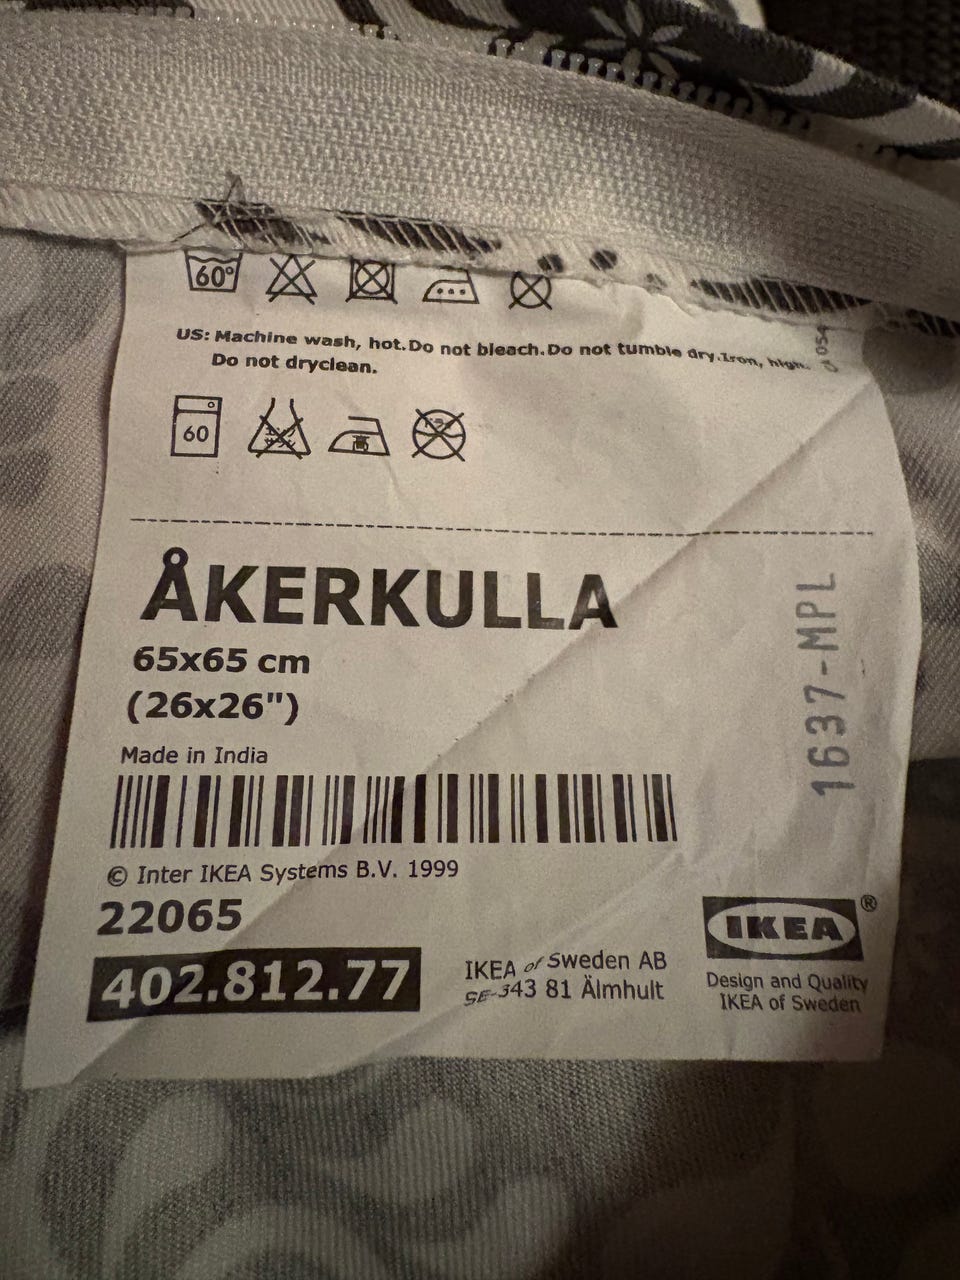 60°
US: Machine wash, hot.Do not bleach.Do not tumble dry.Iron, high.
Do not dryclean.
60
高
ÅKERKULLA
65x65 cm
(26x26")
Made in India
© Inter IKEA Systems B.V. 1999
22065
402.812.77
IKEA of Sweden AB
SE-343 81 Älmhult
IKEA®
Design and Quality
IKEA of Sweden
1637-MPL